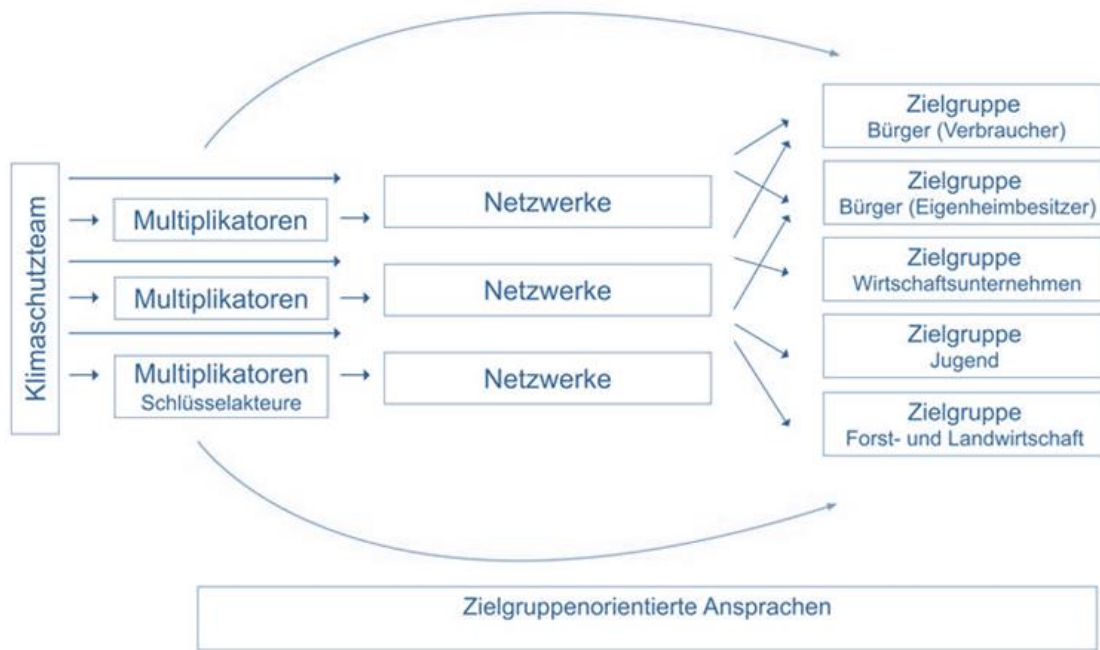 Klimaschutzteam
Multiplikatoren
Multiplikatoren
Multiplikatoren
Schlüsselakteure
Netzwerke
Netzwerke
Netzwerke
Zielgruppe
Bürger (Verbraucher)
Zielgruppe
Bürger (Eigenheimbesitzer)
Zielgruppe
Wirtschaftsunternehmen
Zielgruppe
Jugend
Zielgruppe
Forst- und Landwirtschaft
Zielgruppenorientierte Ansprachen